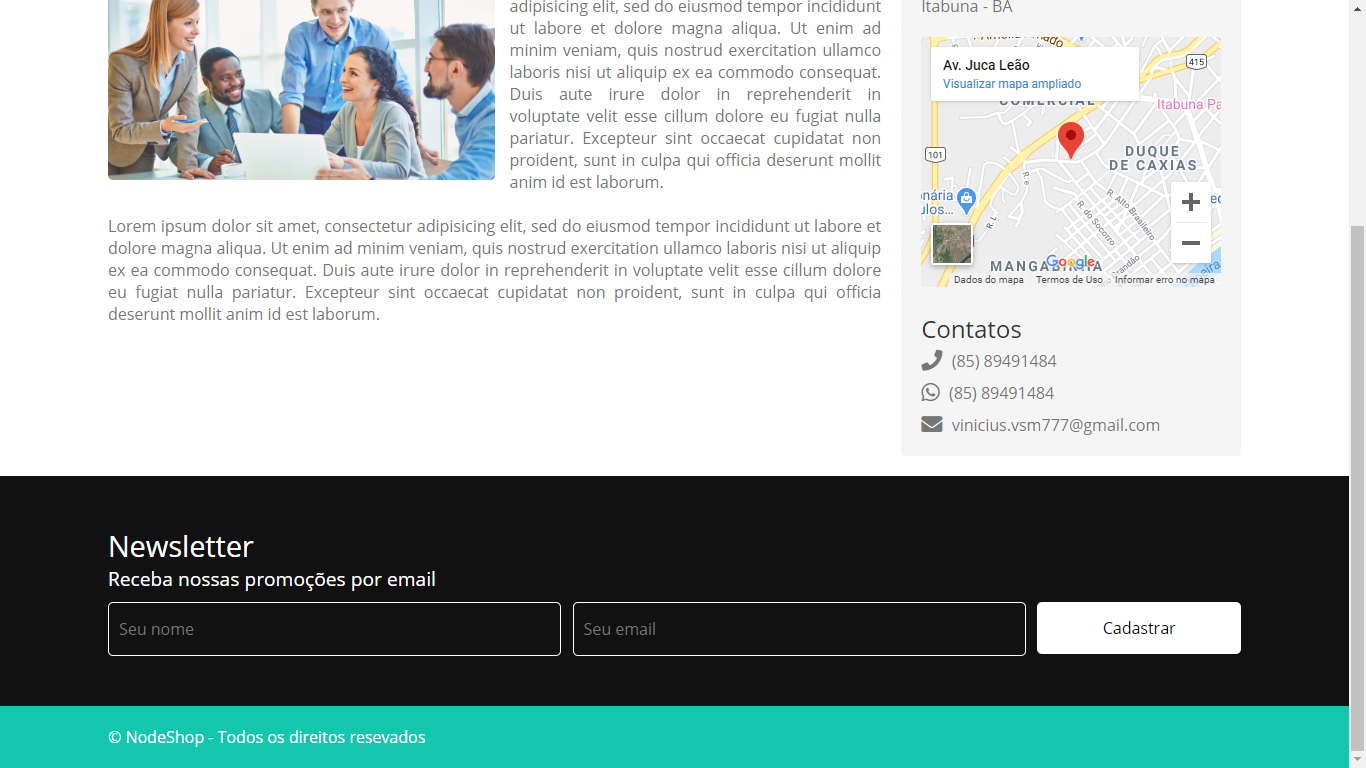 adipisicing elit, sed do eiusmod tempor incididunt
ut labore et dolore magna aliqua. Ut enim ad
minim veniam, quis nostrud exercitation ullamco
laboris nisi ut aliquip ex ea commodo consequat.
Duis aute irure dolor in reprehenderit in
voluptate velit esse cillum dolore eu fugiat nulla
pariatur. Excepteur sint occaecat cupidatat non
proident, sunt in culpa qui officia deserunt mollit
anim id est laborum.
Lorem ipsum dolor sit amet, consectetur adipisicing elit, sed do eiusmod tempor incididunt ut labore et
dolore magna aliqua. Ut enim ad minim veniam, quis nostrud exercitation ullamco laboris nisi ut aliquip
ex ea commodo consequat. Duis aute irure dolor in reprehenderit in voluptate velit esse cillum dolore
eu fugiat nulla pariatur. Excepteur sint occaecat cupidatat non proident, sunt in culpa qui officia
deserunt mollit anim id est laborum.
Itabuna - BA
Av. Juca Leão
Visualizar mapa ampliado
COMERCIAL
415
Itabuna Pa
101
DUQUE
DE CAXIAS
R. e
onária
ulos...
R. L
R. do Socorro
R. Alto Brasileiro
MANGABINHA
Google
Dados do mapa
Termos de Uso
Informar erro no mapa
Contatos
(85) 89491484
(85) 89491484
vinicius.vsm777@gmail.com
Newsletter
Receba nossas promoções por email
Seu nome
Seu email
Cadastrar
© NodeShop - Todos os direitos resevados